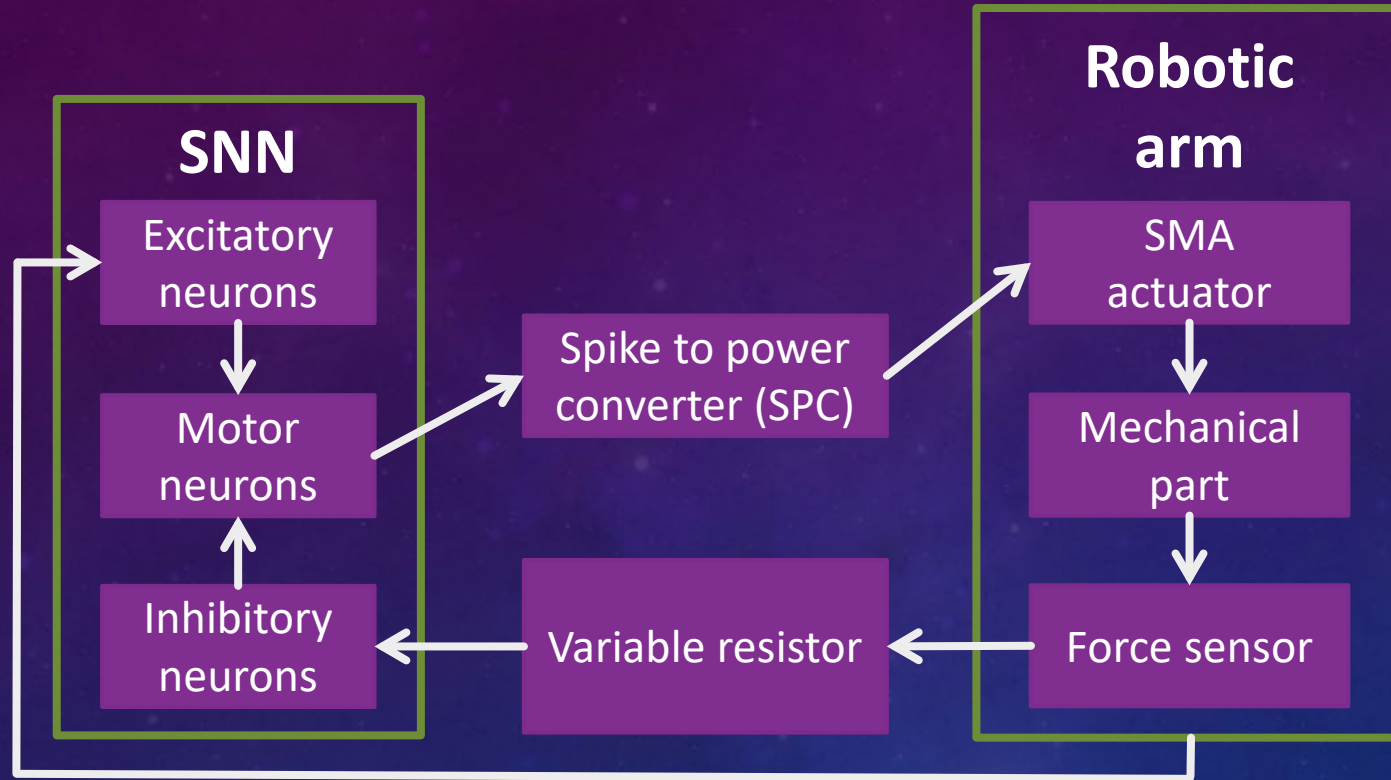 SNN
Excitatory
neurons
Motor
neurons
Inhibitory
neurons
Spike to power
converter (SPC)
Variable resistor
Robotic
arm
SMA
actuator
Mechanical
part
Force sensor